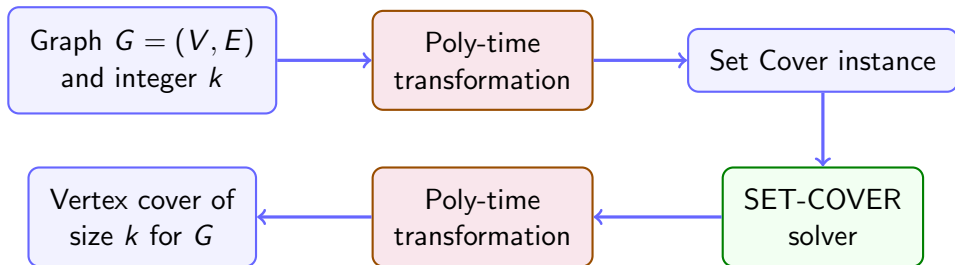 Graph G = (V, E)
and integer k
Poly-time
transformation
Set Cover instance
Vertex cover of
size k for G
Poly-time
transformation
SET-COVER
solver